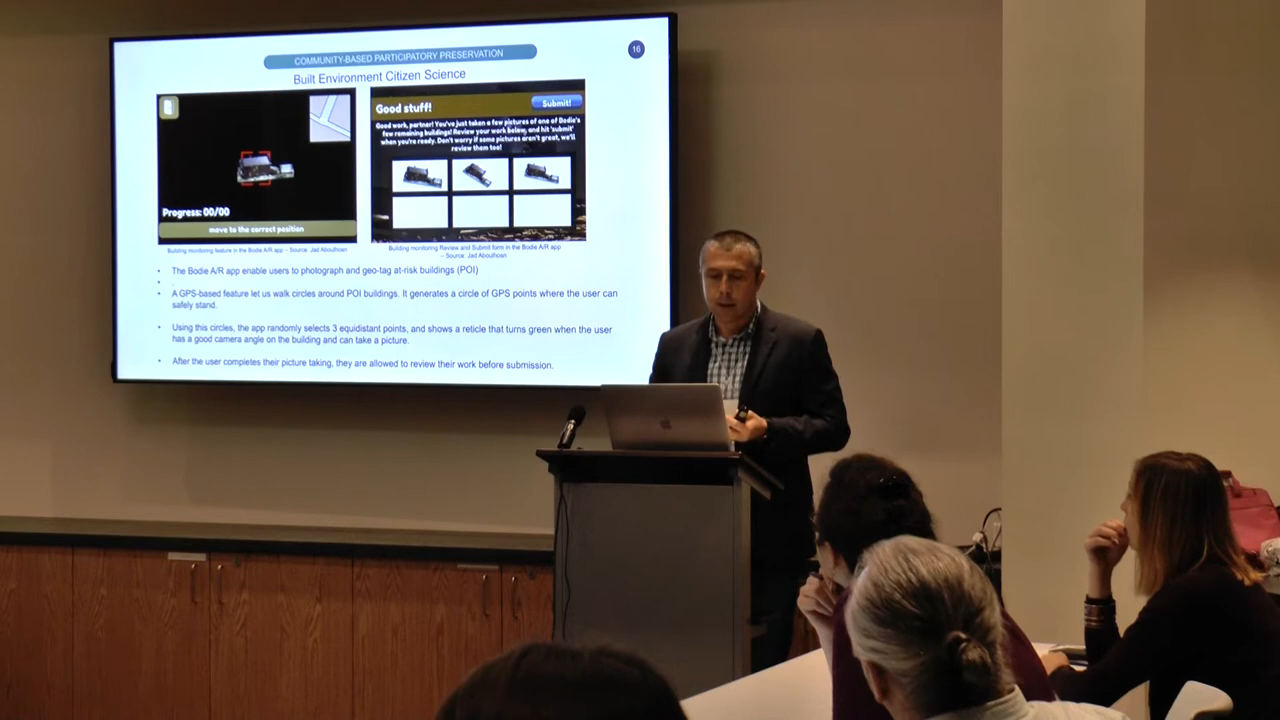 COMMUNITY-BASED PARTICIPATORY PRESERVATION
16
Built Environment Citizen Science
Progress: 00/00
move to the correct position
Good stuff!
Submit!
Good work, partner! You've just taken a few pictures of one of Bodie's
few remaining buildings! Review your work below, and hit 'submit'
when you're ready. Don't worry if some pictures aren't great, we'll
review them too!
Building monitoring feature in the Bodie A/R app – Source: Jad Aboulhosn
Building monitoring Review and Submit form in the Bodie A/R app
– Source: Jad Aboulhosn
• The Bodie A/R app enable users to photograph and geo-tag at-risk buildings (POI)
• .
• A GPS-based feature let us walk circles around POI buildings. It generates a circle of GPS points where the user can
safely stand.
• Using this circles, the app randomly selects 3 equidistant points, and shows a reticle that turns green when the user
has a good camera angle on the building and can take a picture.
• After the user completes their picture taking, they are allowed to review their work before submission.